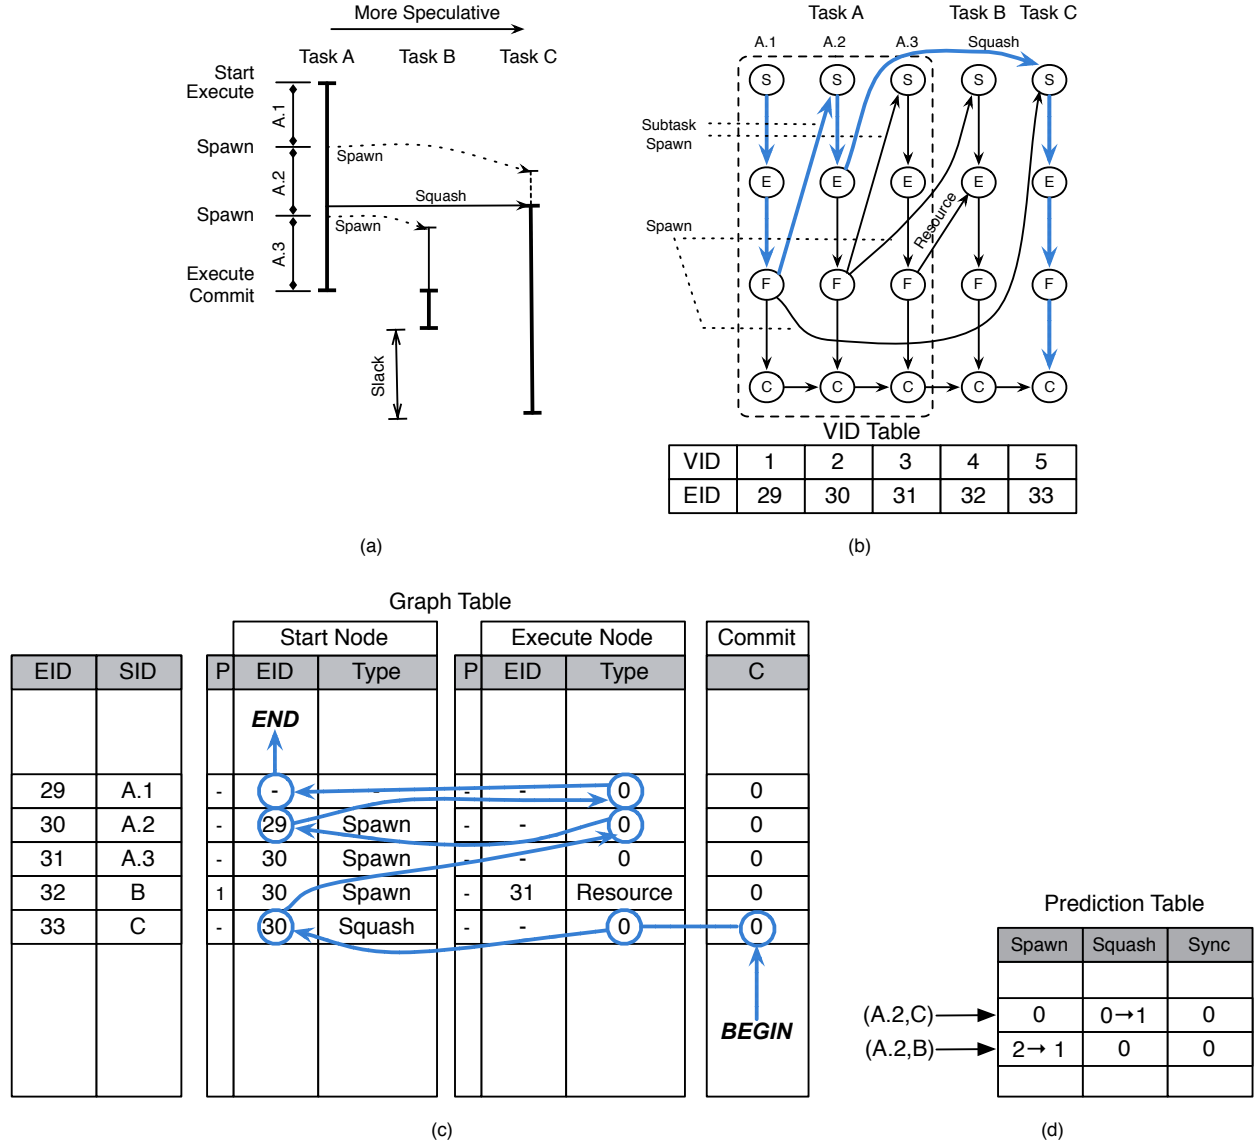 More Speculative
Task A Task B Task C
Start
Execute
A.1
Spawn
Spawn
A.2
Squash
Spawn
Spawn
A.3
Execute
Commit
Slack
(a)
Task A Task B Task C
A.1 A.2 A.3 Squash
S S S S S
Subtask
Spawn
E E E E E
Spawn
Resource
F F F F F
C C C C C
VID Table
VID 1 2 3 4 5
EID 29 30 31 32 33
(b)
Graph Table
Start Node Execute Node Commit
EID SID P EID Type P EID Type C
END
29 A.1 - - - - - 0 0
30 A.2 - 29 Spawn - - 0 0
31 A.3 - 30 Spawn - - 0 0
32 B 1 30 Spawn - 31 Resource 0
33 C - 30 Squash - - 0 0
BEGIN
(c)
Prediction Table
Spawn Squash Sync
(A.2,C) 0 0→1 0
(A.2,B) 2→1 0 0
(d)